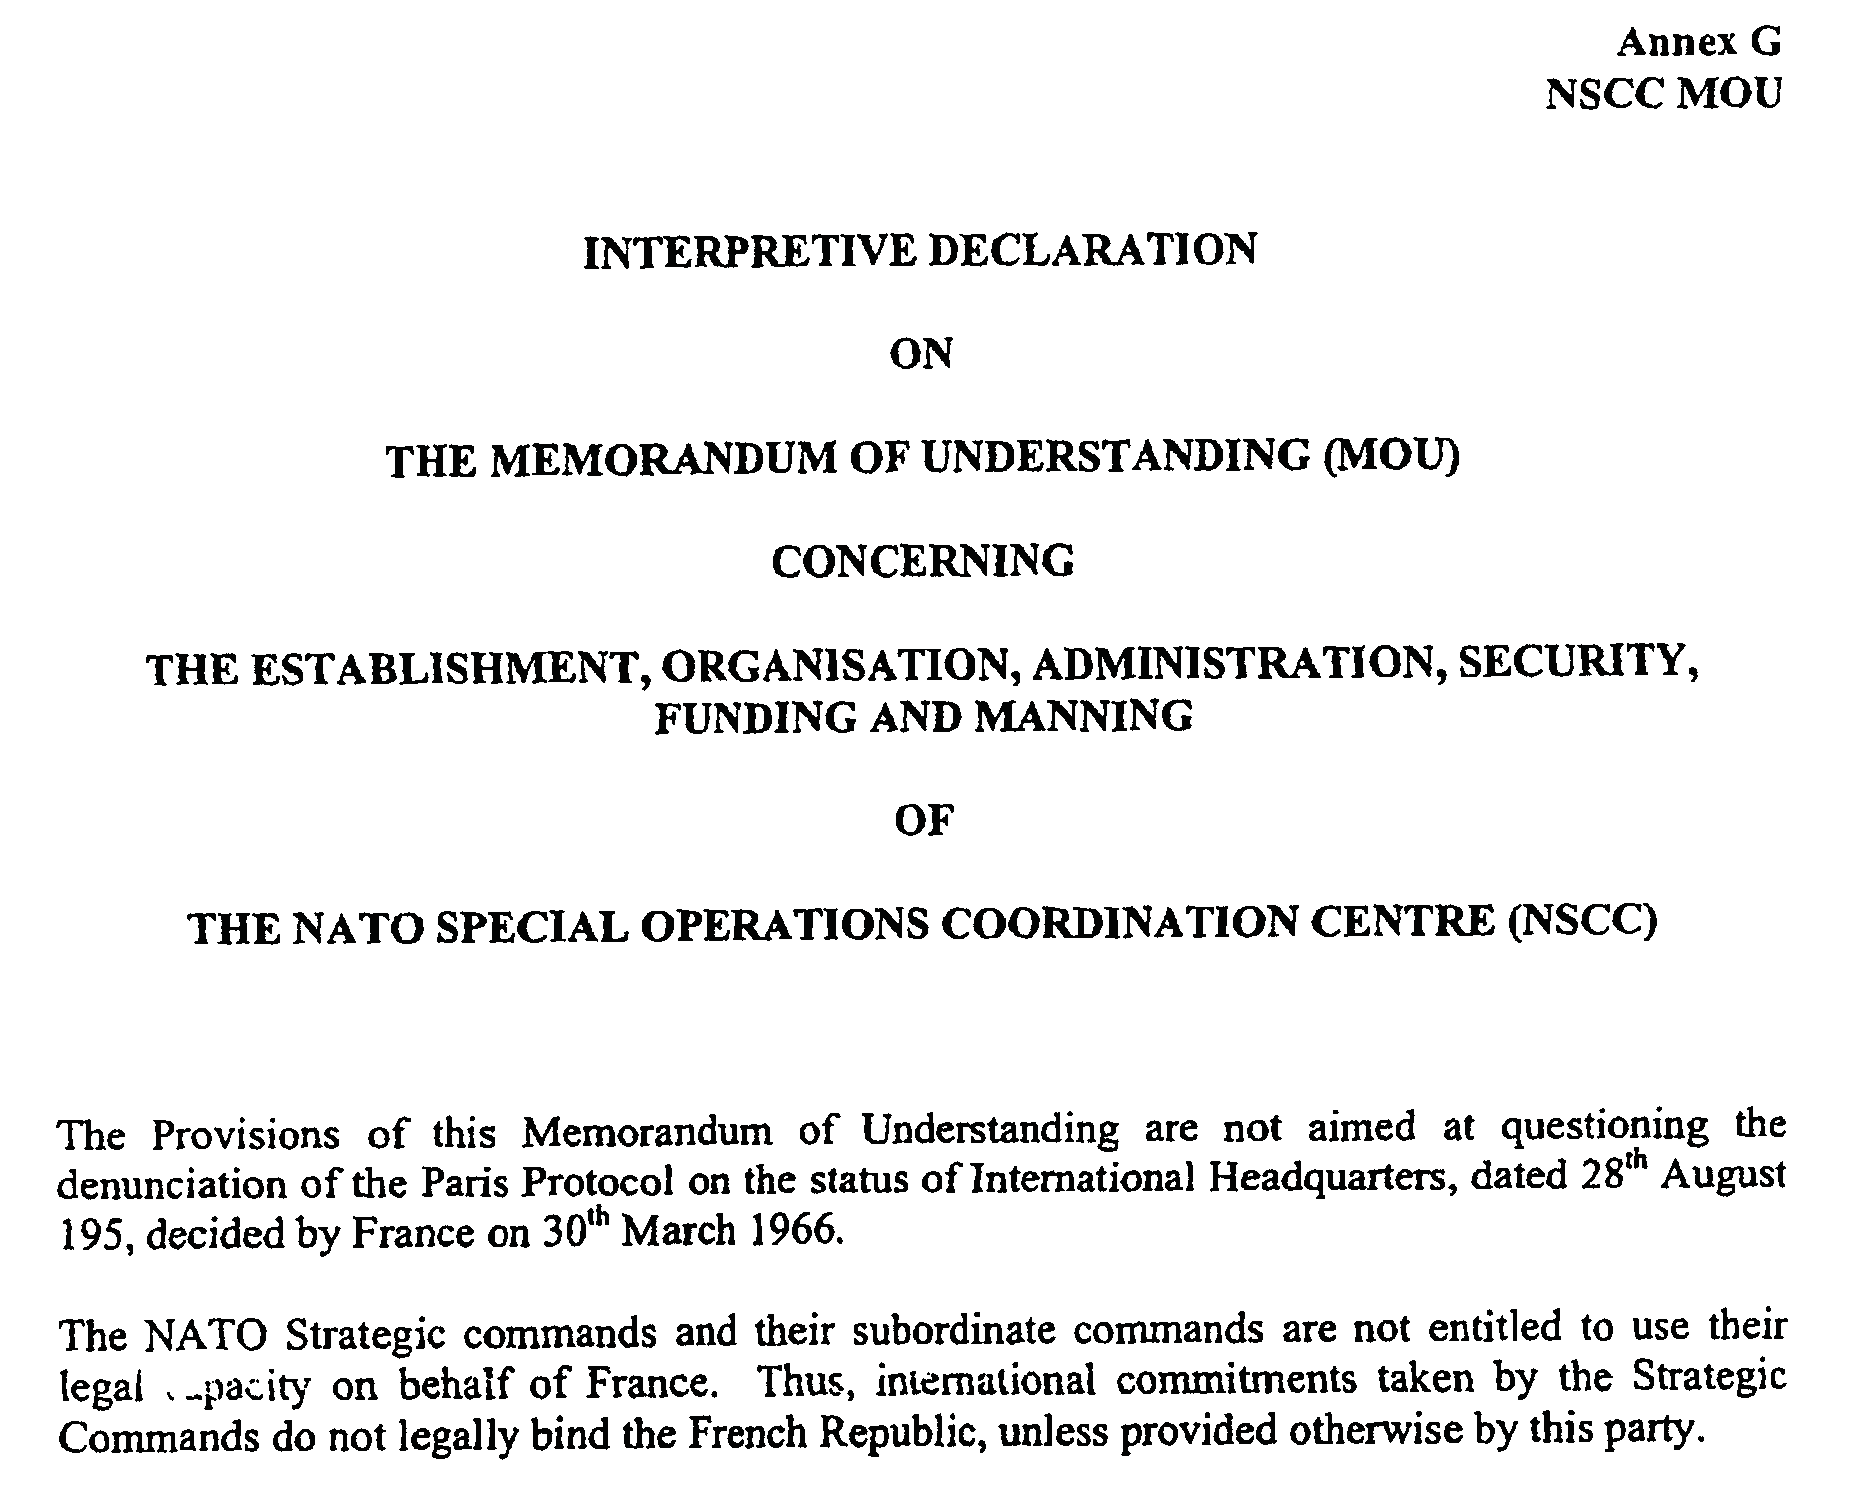 Annex G
NSCC MOU
INTERPRETIVE DECLARATION
ON
THE MEMORANDUM OF UNDERSTANDING (MOU)
CONCERNING
THE ESTABLISHMENT, ORGANISATION, ADMINISTRATION, SECURITY,
FUNDING AND MANNING
OF
THE NATO SPECIAL OPERATIONS COORDINATION CENTRE (NSCC)
The Provisions of this Memorandum of Understanding are not aimed at questioning the
denunciation of the Paris Protocol on the status of International Headquarters, dated 28th August
195, decided by France on 30th March 1966.
The NATO Strategic commands and their subordinate commands are not entitled to use their
legal on behalf of France. Thus, international commitments taken by the Strategic
Commands do not legally bind the French Republic, unless provided otherwise by this party.